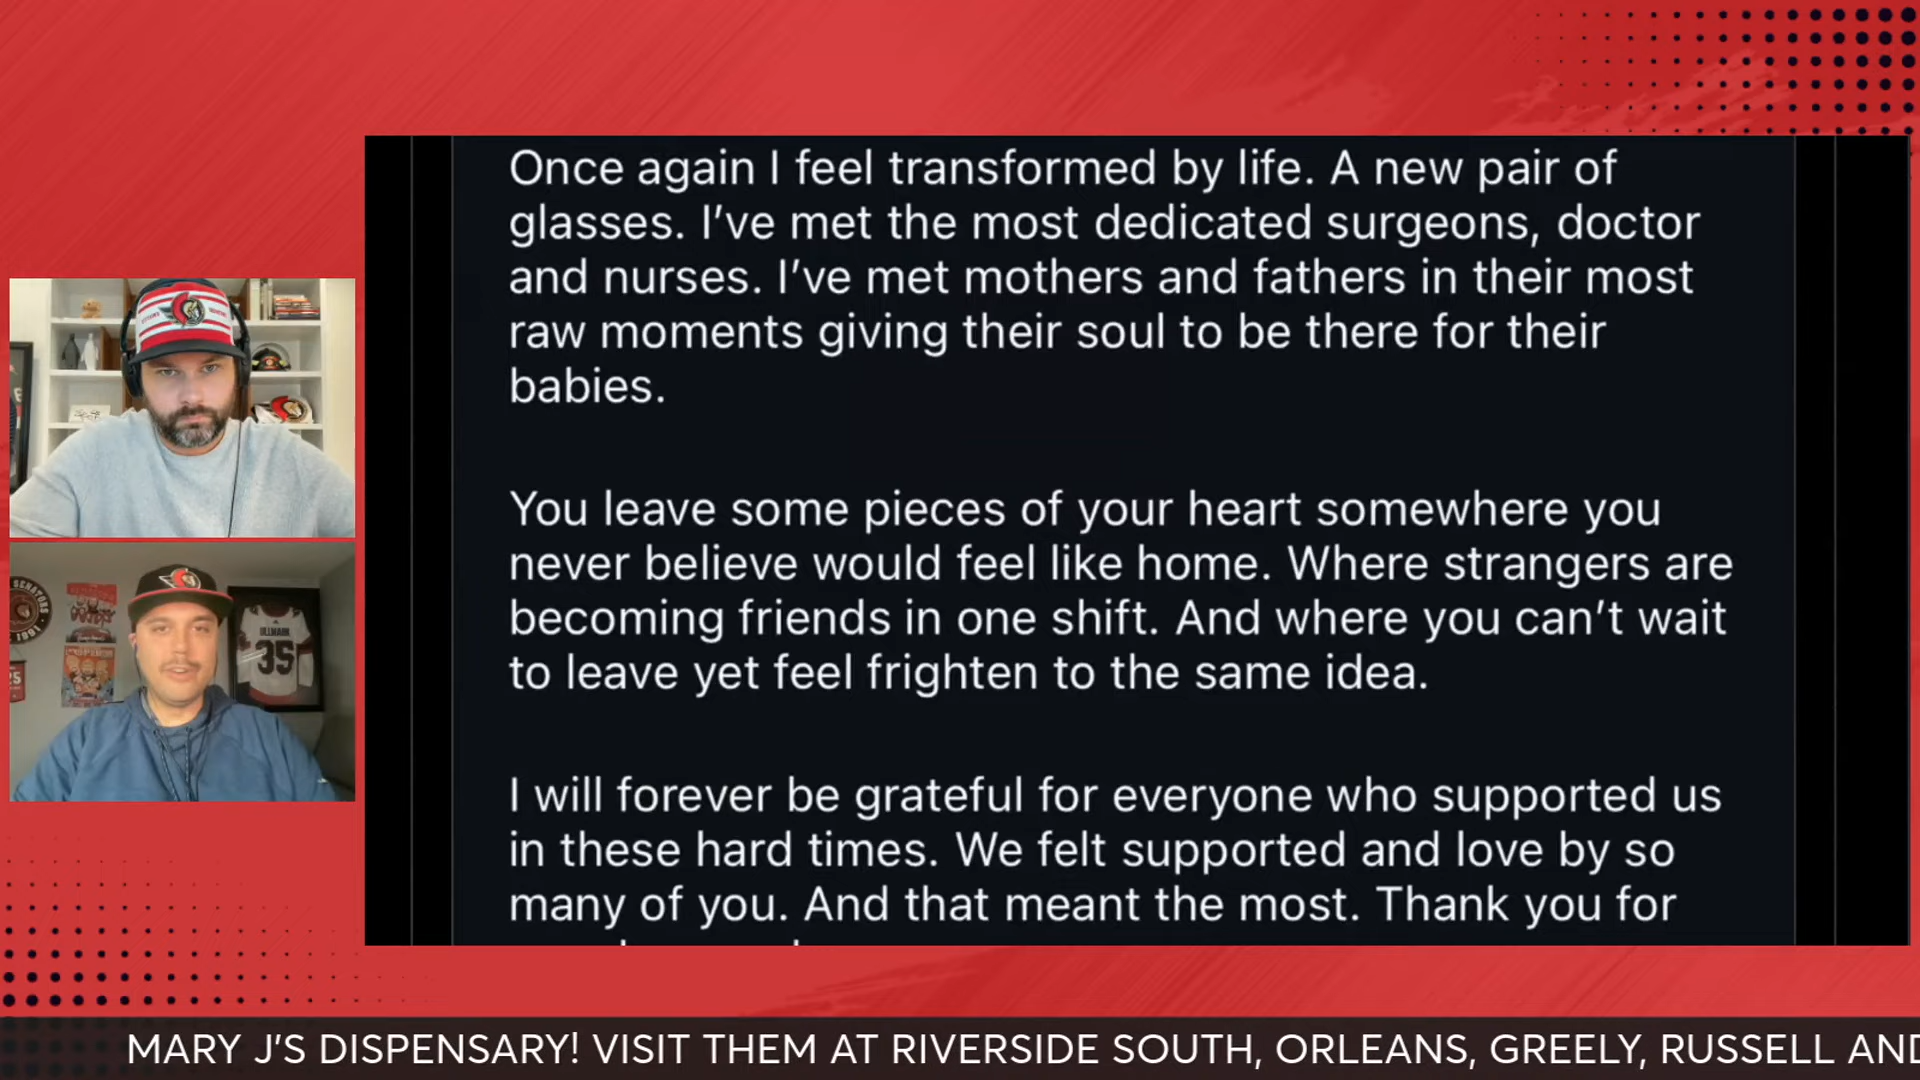 Once again I feel transformed by life. A new pair of
glasses. I've met the most dedicated surgeons, doctor
and nurses. I've met mothers and fathers in their most
raw moments giving their soul to be there for their
babies.
You leave some pieces of your heart somewhere you
never believe would feel like home. Where strangers are
becoming friends in one shift. And where you can't wait
to leave yet feel frighten to the same idea.
I will forever be grateful for everyone who supported us
in these hard times. We felt supported and love by so
many of you. And that meant the most. Thank you for
SENATORS
1991
ULLMARK
35
MARY J'S DISPENSARY! VISIT THEM AT RIVERSIDE SOUTH, ORLEANS, GREELY, RUSSELL AND